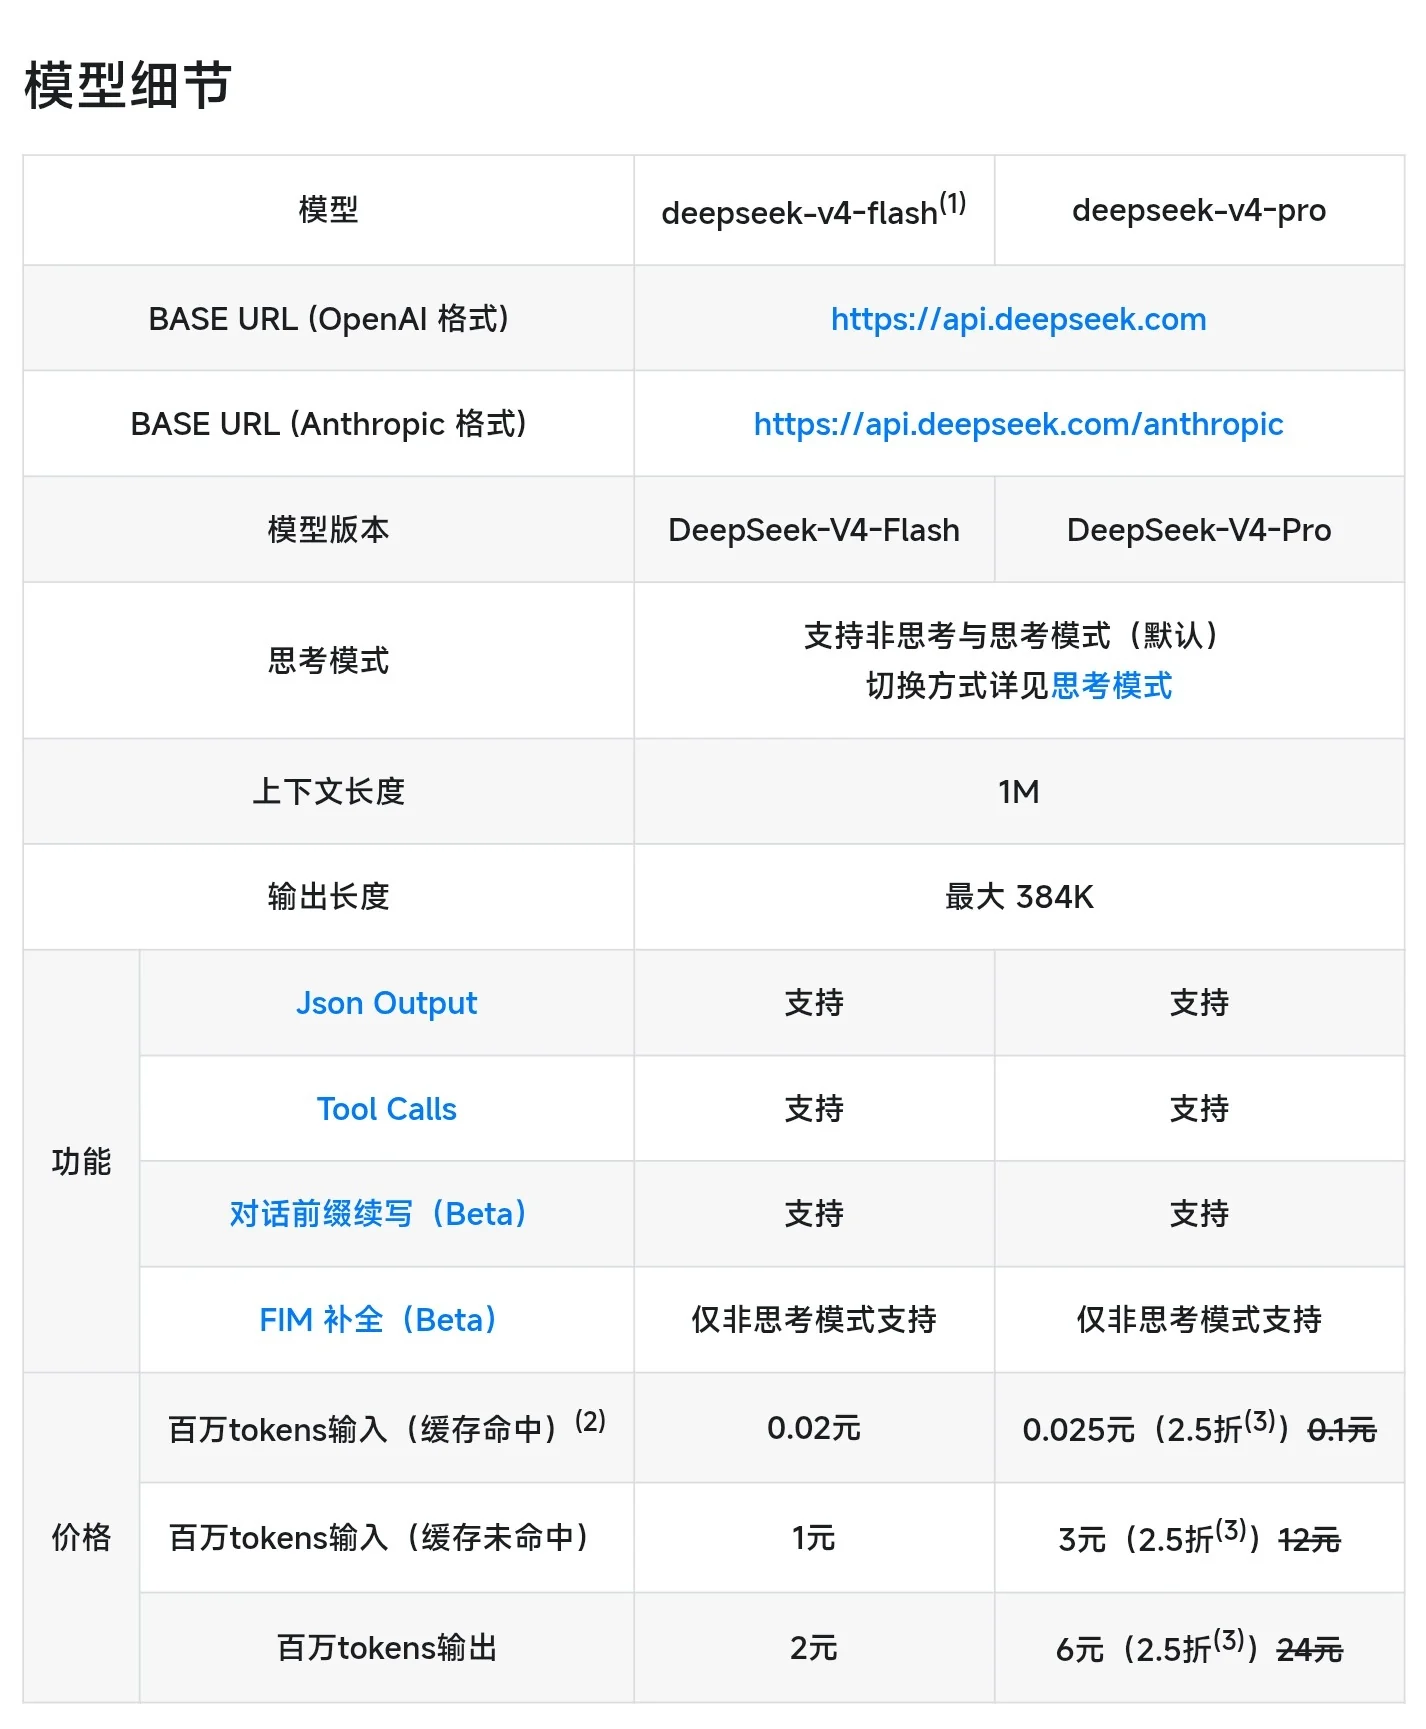 模型细节
模型 deepseek-v4-flash(1) deepseek-v4-pro
BASE URL (OpenAI 格式) https://api.deepseek.com
BASE URL (Anthropic 格式) https://api.deepseek.com/anthropic
模型版本 DeepSeek-V4-Flash DeepSeek-V4-Pro
思考模式 支持非思考与思考模式（默认）
切换方式详见思考模式
上下文长度 1M
输出长度 最大 384K
功能
Json Output 支持 支持
Tool Calls 支持 支持
对话前缀续写（Beta） 支持 支持
FIM 补全（Beta） 仅非思考模式支持 仅非思考模式支持
价格
百万tokens输入（缓存命中）(2) 0.02元 0.025元（2.5折(3)）0.1元
百万tokens输入（缓存未命中） 1元 3元（2.5折(3)）12元
百万tokens输出 2元 6元（2.5折(3)）24元